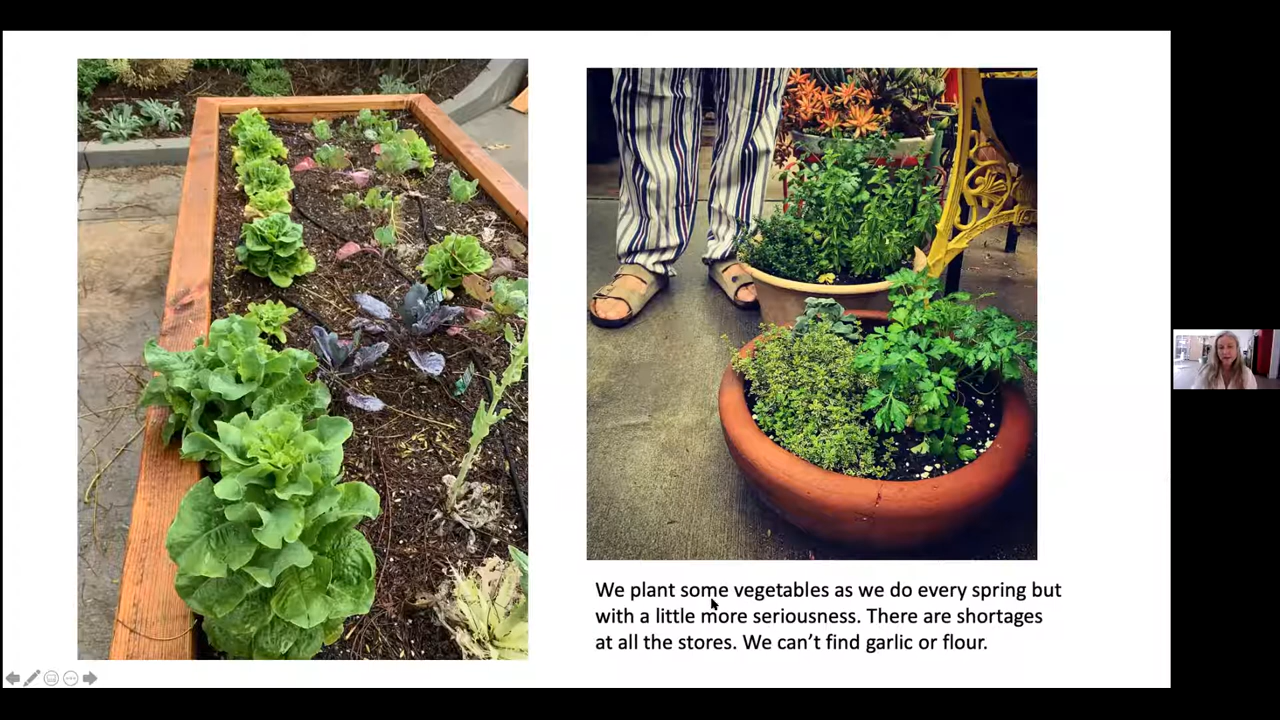 We plant some vegetables as we do every spring but
with a little more seriousness. There are shortages
at all the stores. We can’t find garlic or flour.